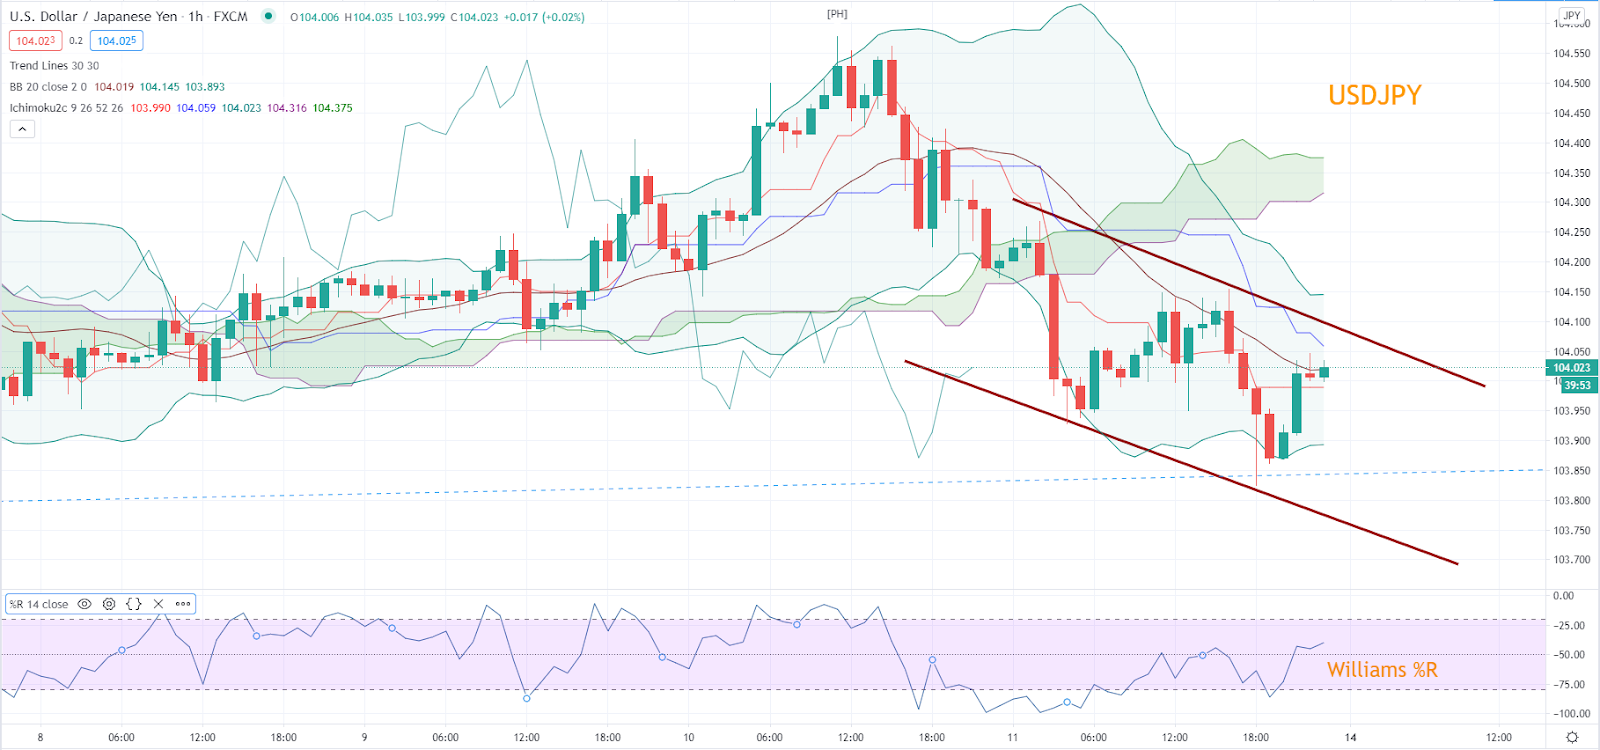 U.S. Dollar / Japanese Yen · 1h · FXCM O104.006 H104.035 L103.999 C104.023 +0.017 (+0.02%)
[PH]
JPY
104.023 0.2 104.025
Trend Lines 30 30
BB 20 close 2 0 104.019 104.145 103.893
Ichimoku2c 9 26 52 26 103.990 104.059 104.023 104.316 104.375
USDJPY
104.550
104.500
104.450
104.400
104.350
104.300
104.250
104.200
104.150
104.100
104.050
104.023
39:53
103.950
103.900
103.850
103.800
103.750
103.700
%R 14 close
0.00
-25.00
-50.00
Williams %R
-75.00
-100.00
8 06:00 12:00 18:00 9 06:00 12:00 18:00 10 06:00 12:00 18:00 11 06:00 12:00 18:00 14 12:00